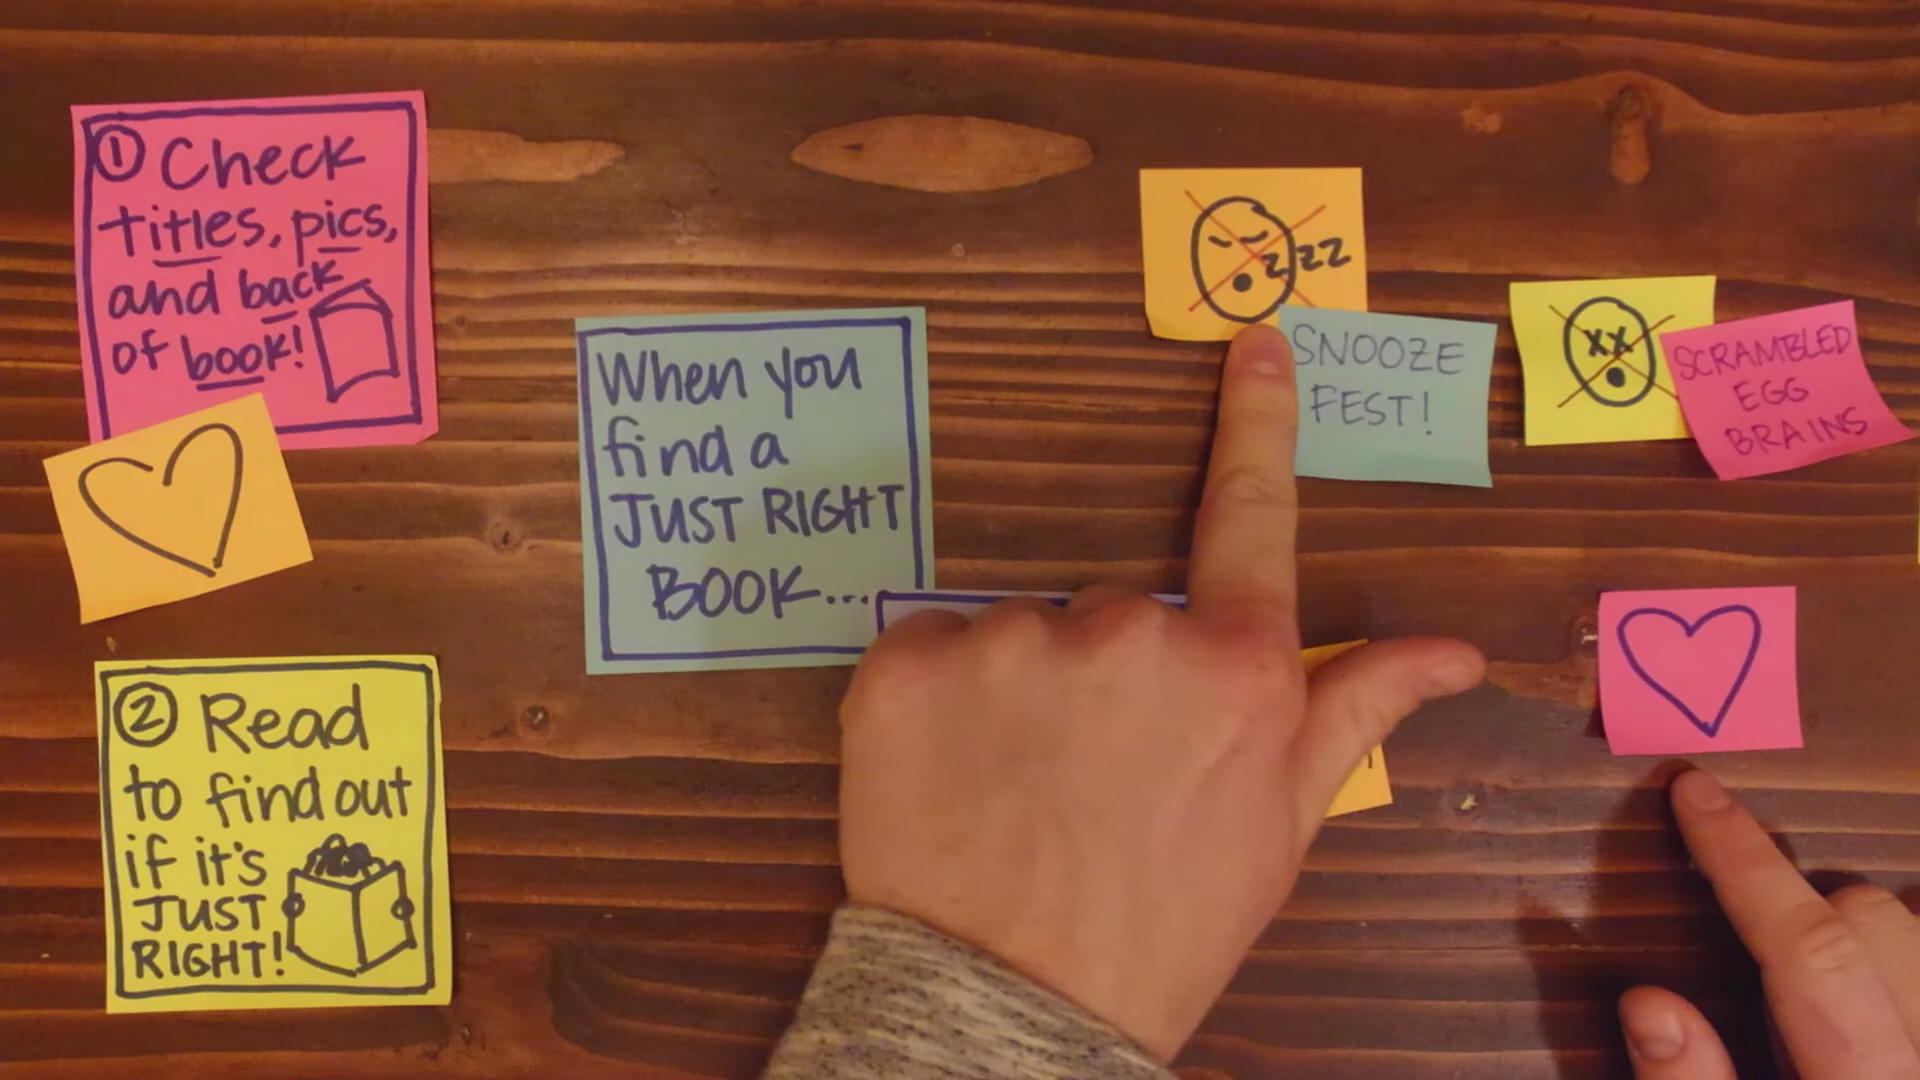 ① Check
titles, pics,
and back
of book!
② Read
to find out
if it's
JUST
RIGHT!
When you
find a
JUST RIGHT
BOOK...
z zz
SNOOZE
FEST!
xx
SCRAMBLED
EGG
BRAINS